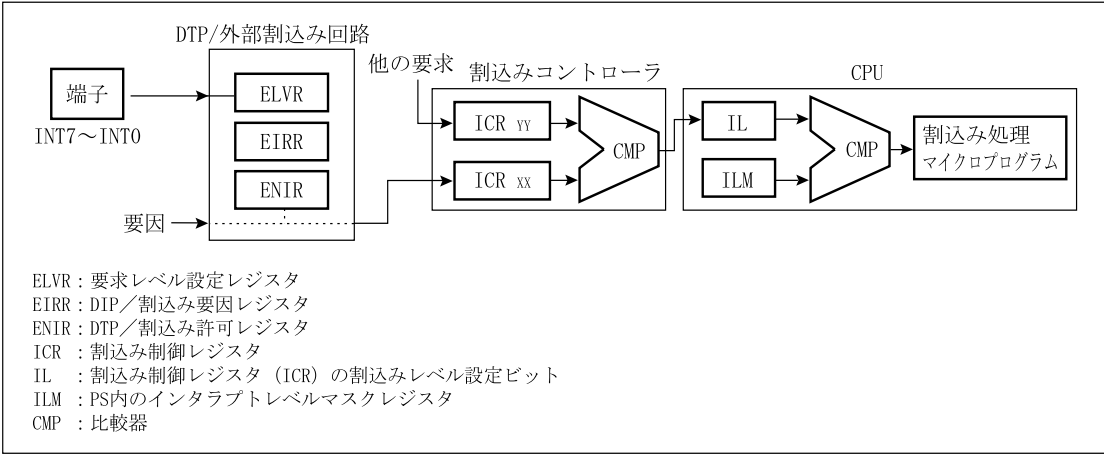 DTP/外部割込み回路
端子
INT7～INT0
ELVR
EIRR
ENIR
要因
他の要求
割込みコントローラ
ICR YY
ICR XX
CMP
CPU
IL
ILM
CMP
割込み処理
マイクロプログラム
ELVR：要求レベル設定レジスタ
EIRR：DIP／割込み要因レジスタ
ENIR：DTP／割込み許可レジスタ
ICR ：割込み制御レジスタ
IL ：割込み制御レジスタ（ICR）の割込みレベル設定ビット
ILM ：PS内のインタラプトレベルマスクレジスタ
CMP ：比較器